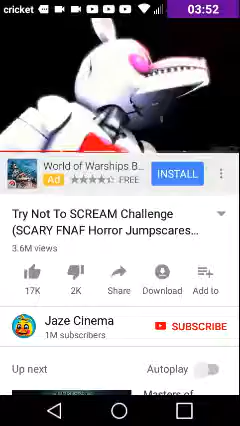 cricket
03:52
World of Warships B...
Ad FREE
INSTALL
Try Not To SCREAM Challenge
(SCARY FNAF Horror Jumpscares...
3.6M views
17K
2K
Share
Download
Add to
Jaze Cinema
1M subscribers
SUBSCRIBE
Up next
Autoplay
Masters of